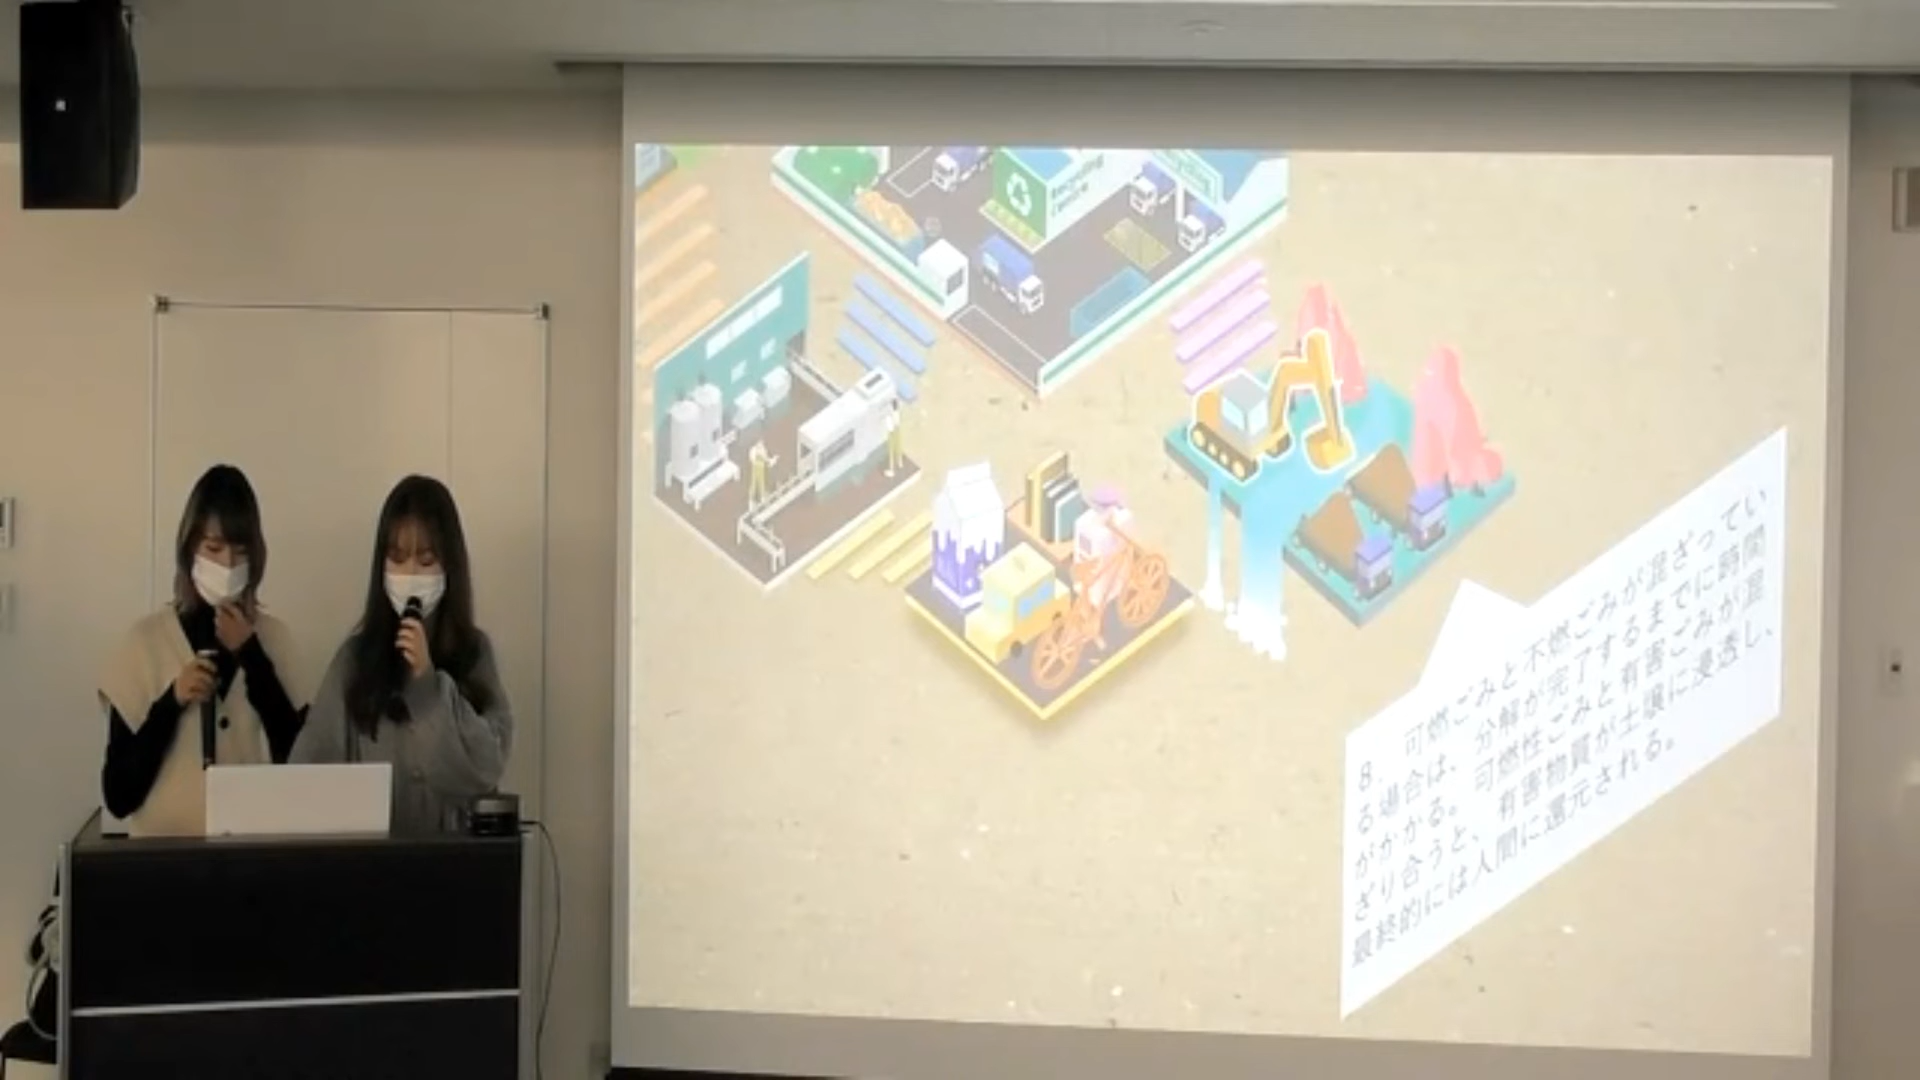 Recycling
8. 可燃ごみと不燃ごみが混ざってい
る場合は、分解が完了するまでに時間
がかかる。可燃性ごみと有害ごみが混
ざり合うと、有害物質が土壌に浸透し、
最終的には人間に還元される。